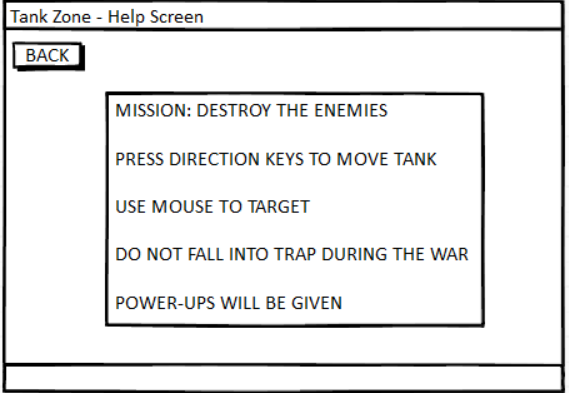 Tank Zone - Help Screen
BACK
MISSION: DESTROY THE ENEMIES
PRESS DIRECTION KEYS TO MOVE TANK
USE MOUSE TO TARGET
DO NOT FALL INTO TRAP DURING THE WAR
POWER-UPS WILL BE GIVEN